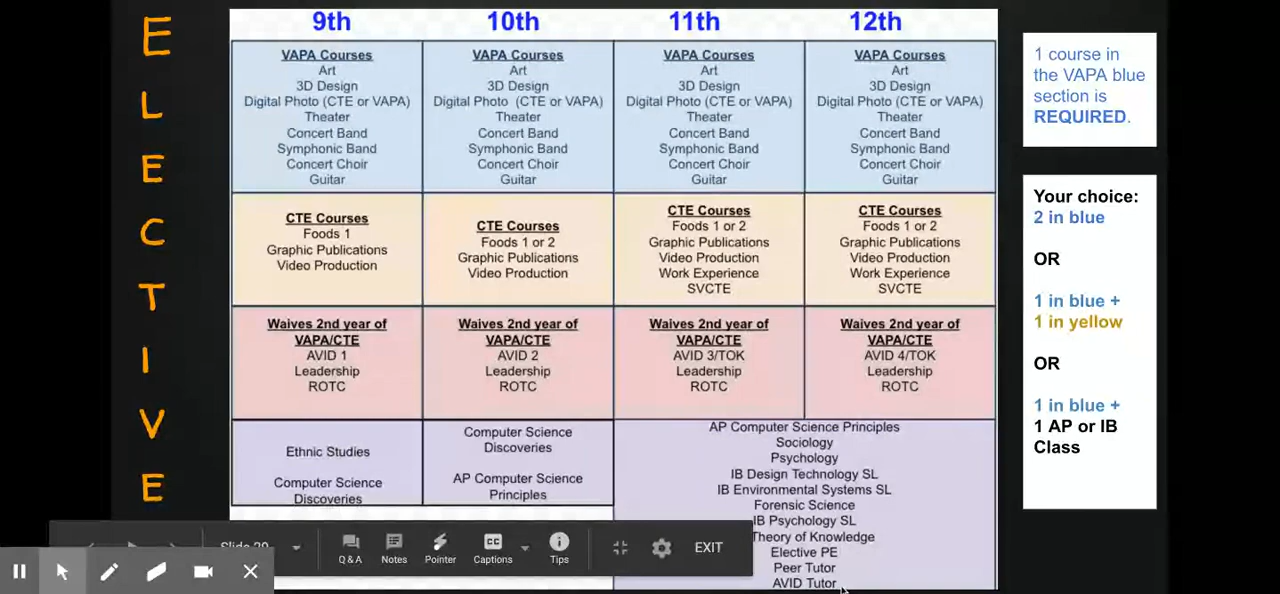 E
L
E
C
T
I
V
E
9th
10th
11th
12th
VAPA Courses
Art
3D Design
Digital Photo (CTE or VAPA)
Theater
Concert Band
Symphonic Band
Concert Choir
Guitar
VAPA Courses
Art
3D Design
Digital Photo (CTE or VAPA)
Theater
Concert Band
Symphonic Band
Concert Choir
Guitar
VAPA Courses
Art
3D Design
Digital Photo (CTE or VAPA)
Theater
Concert Band
Symphonic Band
Concert Choir
Guitar
VAPA Courses
Art
3D Design
Digital Photo (CTE or VAPA)
Theater
Concert Band
Symphonic Band
Concert Choir
Guitar
CTE Courses
Foods 1
Graphic Publications
Video Production
CTE Courses
Foods 1 or 2
Graphic Publications
Video Production
CTE Courses
Foods 1 or 2
Graphic Publications
Video Production
Work Experience
SVCTE
CTE Courses
Foods 1 or 2
Graphic Publications
Video Production
Work Experience
SVCTE
Waives 2nd year of
VAPA/CTE
AVID 1
Leadership
ROTC
Waives 2nd year of
VAPA/CTE
AVID 2
Leadership
ROTC
Waives 2nd year of
VAPA/CTE
AVID 3/TOK
Leadership
ROTC
Waives 2nd year of
VAPA/CTE
AVID 4/TOK
Leadership
ROTC
Ethnic Studies
Computer Science
Discoveries
Computer Science
Discoveries
AP Computer Science
Principles
AP Computer Science Principles
Sociology
Psychology
IB Design Technology SL
IB Environmental Systems SL
Forensic Science
IB Psychology SL
Theory of Knowledge
Elective PE
Peer Tutor
AVID Tutor
1 course in
the VAPA blue
section is
REQUIRED.
Your choice:
2 in blue
OR
1 in blue +
1 in yellow
OR
1 in blue +
1 AP or IB
Class
Slide
Q & A
Notes
Pointer
CC
Captions
Tips
EXIT